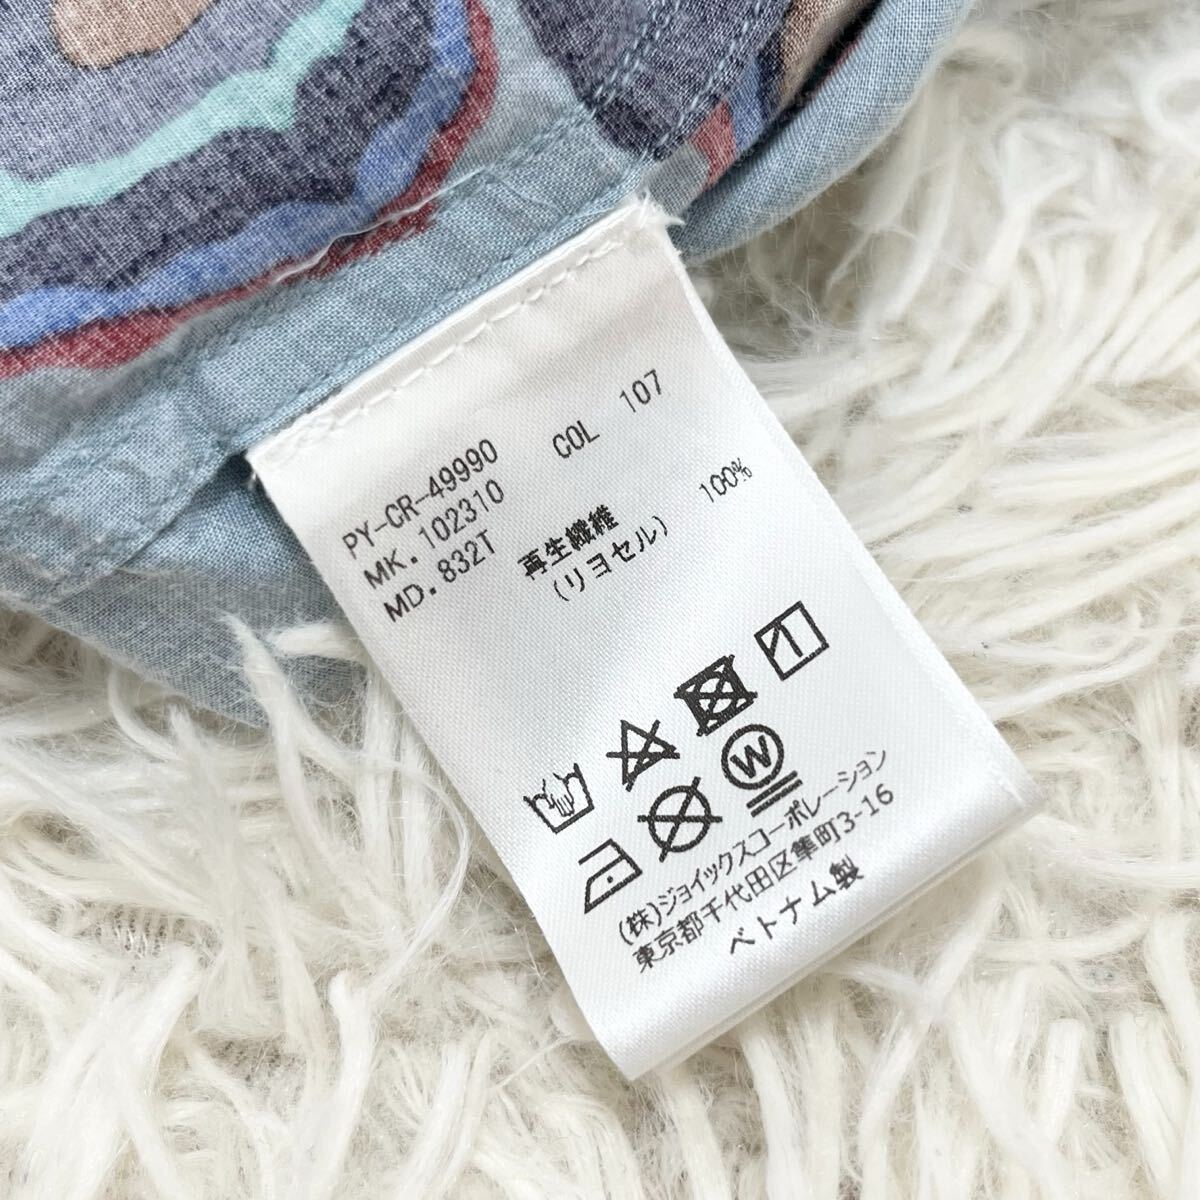 PY-CR-49990 COL 107
MK. 102310
MD. 832T
再生繊維 100%
(リヨセル)
W
(株)ジョイックスコーポレーション
東京都千代田区隼町3-16
ベトナム製